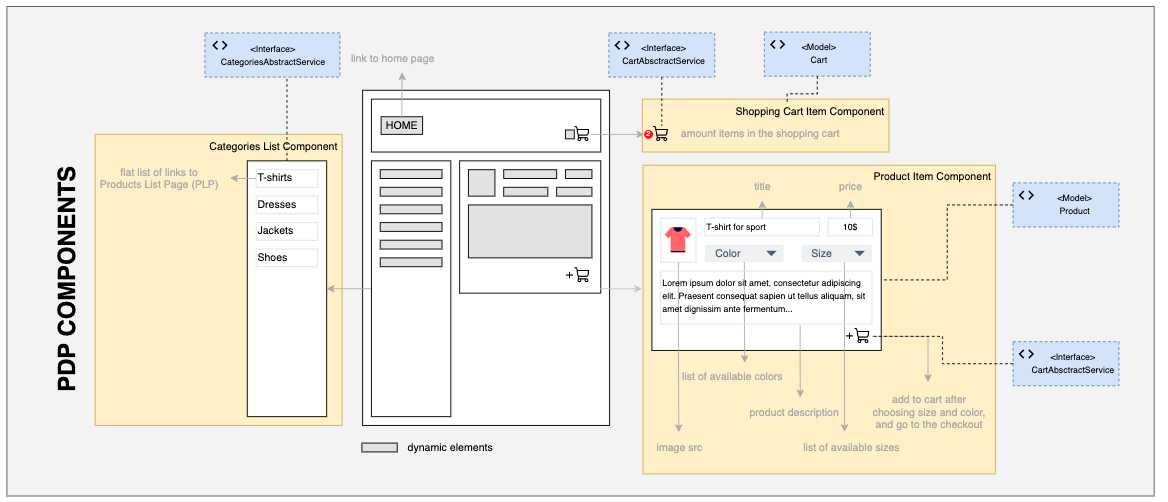 PDP COMPONENTS
<Interface>
CategoriesAbstractService
link to home page
<Interface>
CartAbsctractService
<Model>
Cart
HOME
Shopping Cart Item Component
2
amount items in the shopping cart
Categories List Component
flat list of links to
Products List Page (PLP)
T-shirts
Dresses
Jackets
Shoes
Product Item Component
title
price
<Model>
Product
T-shirt for sport
10$
Color
Size
Lorem ipsum dolor sit amet, consectetur adipiscing
elit. Praesent consequat sapien ut tellus aliquam, sit
amet dignissim ante fermentum...
+
+
<Interface>
CartAbsctractService
list of available colors
product description
add to cart after
choosing size and color,
and go to the checkout
image src
list of available sizes
dynamic elements